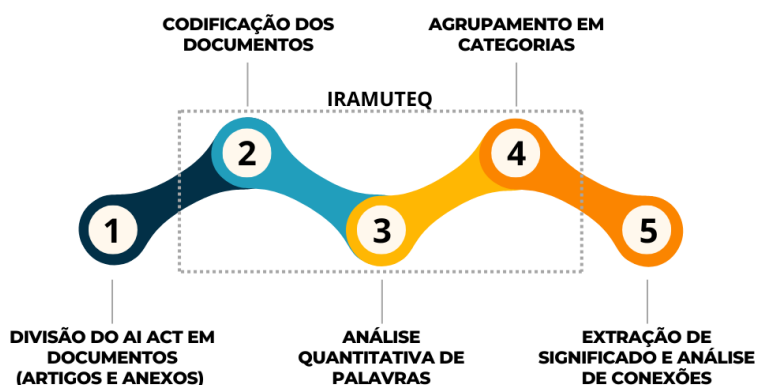 CODIFICAÇÃO DOS
DOCUMENTOS
AGRUPAMENTO EM
CATEGORIAS
IRAMUTEQ
2
4
1
3
5
DIVISÃO DO AI ACT EM
DOCUMENTOS
(ARTIGOS E ANEXOS)
ANÁLISE
QUANTITATIVA DE
PALAVRAS
EXTRAÇÃO DE
SIGNIFICADO E ANÁLISE
DE CONEXÕES